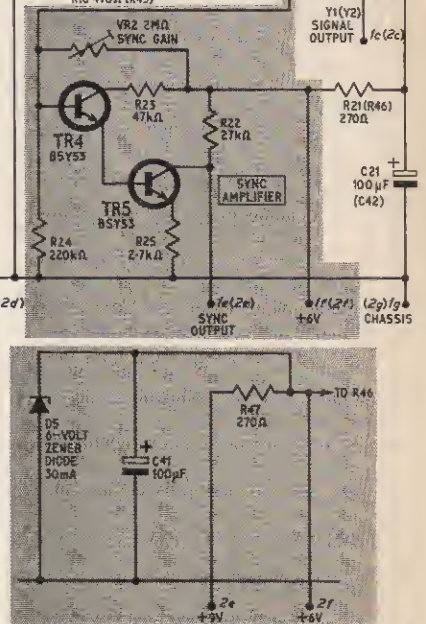 VR2 2MΩ
SYNC GAIN
Y1(Y2)
SIGNAL
OUTPUT
1c(2c)
R23
47kΩ
R22
27kΩ
R21(R46)
270Ω
TR4
BSY53
TR5
BSY53
SYNC
AMPLIFIER
C21
100µF
(C42)
+
R24
220kΩ
R25
2·7kΩ
2d)
1e(2e)
SYNC
OUTPUT
1f(2f)
+6V
(2g)1g
CHASSIS
D5
6-VOLT
ZENER
DIODE
30mA
+
C41
100µF
R47
270Ω
TO R46
2e
+9V
2f
+6V